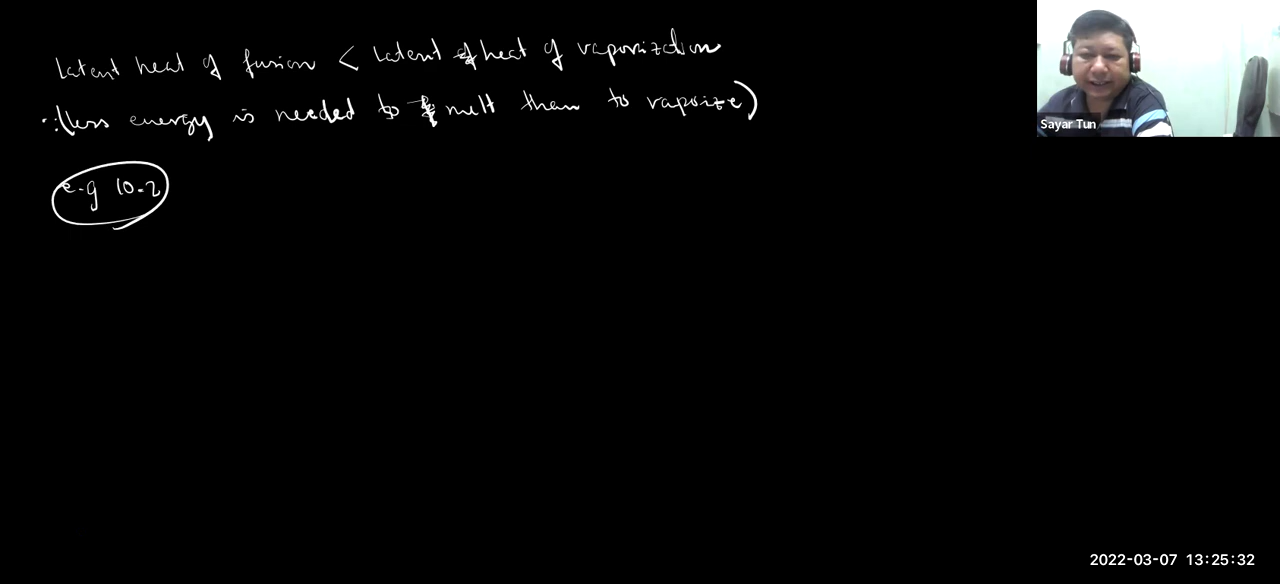 Latent heat of fusion < Latent of heat of vaporization
∵ (less energy is needed to melt than to vaporize)
e.g 10.2
Sayar Tun
2022-03-07 13:25:32